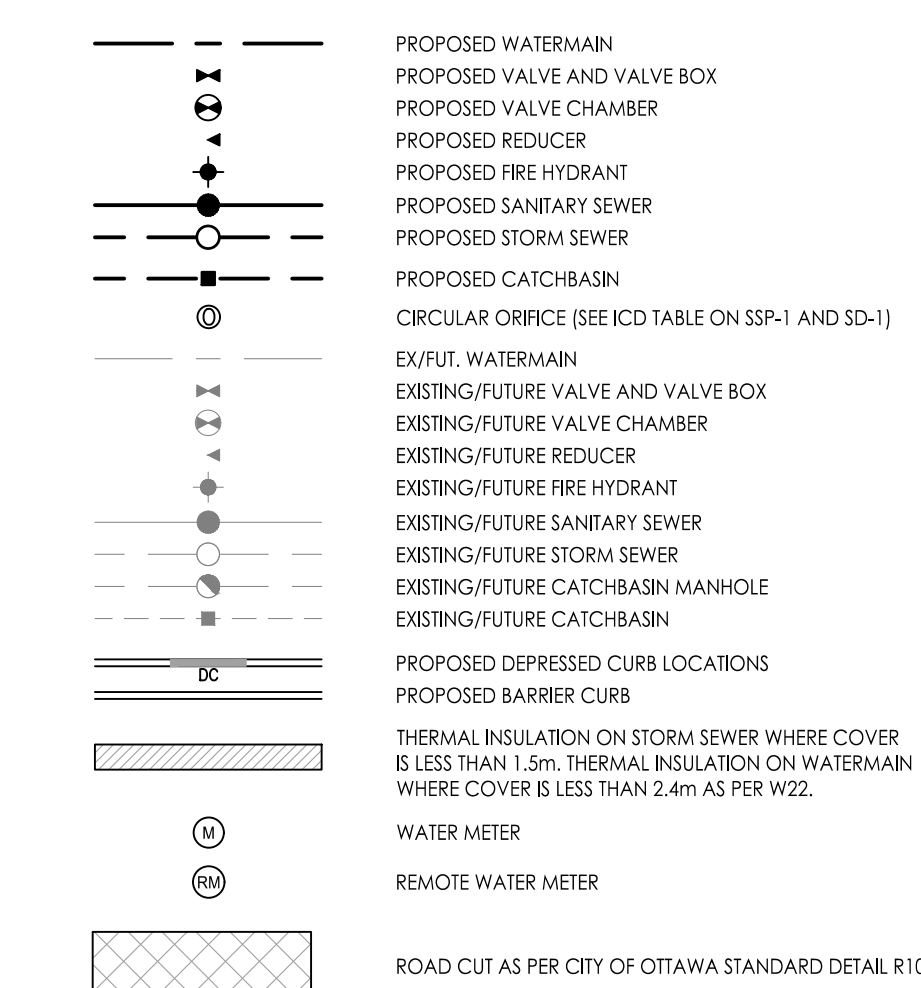 PROPOSED WATERMAIN
PROPOSED VALVE AND VALVE BOX
PROPOSED VALVE CHAMBER
PROPOSED REDUCER
PROPOSED FIRE HYDRANT
PROPOSED SANITARY SEWER
PROPOSED STORM SEWER
PROPOSED CATCHBASIN
CIRCULAR ORIFICE (SEE ICD TABLE ON SSP-1 AND SD-1)
EX/FUT. WATERMAIN
EXISTING/FUTURE VALVE AND VALVE BOX
EXISTING/FUTURE VALVE CHAMBER
EXISTING/FUTURE REDUCER
EXISTING/FUTURE FIRE HYDRANT
EXISTING/FUTURE SANITARY SEWER
EXISTING/FUTURE STORM SEWER
EXISTING/FUTURE CATCHBASIN MANHOLE
EXISTING/FUTURE CATCHBASIN
PROPOSED DEPRESSED CURB LOCATIONS
DC
PROPOSED BARRIER CURB
THERMAL INSULATION ON STORM SEWER WHERE COVER
IS LESS THAN 1.5m. THERMAL INSULATION ON WATERMAIN
WHERE COVER IS LESS THAN 2.4m AS PER W22.
M WATER METER
RM REMOTE WATER METER
ROAD CUT AS PER CITY OF OTTAWA STANDARD DETAIL